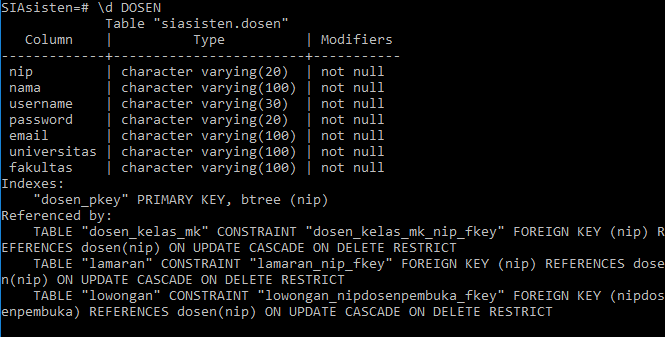 SIAsisten=# \d DOSEN
            Table "siasisten.dosen"
   Column    |          Type          | Modifiers
-------------+------------------------+-----------
 nip         | character varying(20)  | not null
 nama        | character varying(100) | not null
 username    | character varying(30)  | not null
 password    | character varying(20)  | not null
 email       | character varying(100) | not null
 universitas | character varying(100) | not null
 fakultas    | character varying(100) | not null
Indexes:
    "dosen_pkey" PRIMARY KEY, btree (nip)
Referenced by:
    TABLE "dosen_kelas_mk" CONSTRAINT "dosen_kelas_mk_nip_fkey" FOREIGN KEY (nip) R
EFERENCES dosen(nip) ON UPDATE CASCADE ON DELETE RESTRICT
    TABLE "lamaran" CONSTRAINT "lamaran_nip_fkey" FOREIGN KEY (nip) REFERENCES dose
n(nip) ON UPDATE CASCADE ON DELETE RESTRICT
    TABLE "lowongan" CONSTRAINT "lowongan_nipdosenpembuka_fkey" FOREIGN KEY (nipdos
enpembuka) REFERENCES dosen(nip) ON UPDATE CASCADE ON DELETE RESTRICT